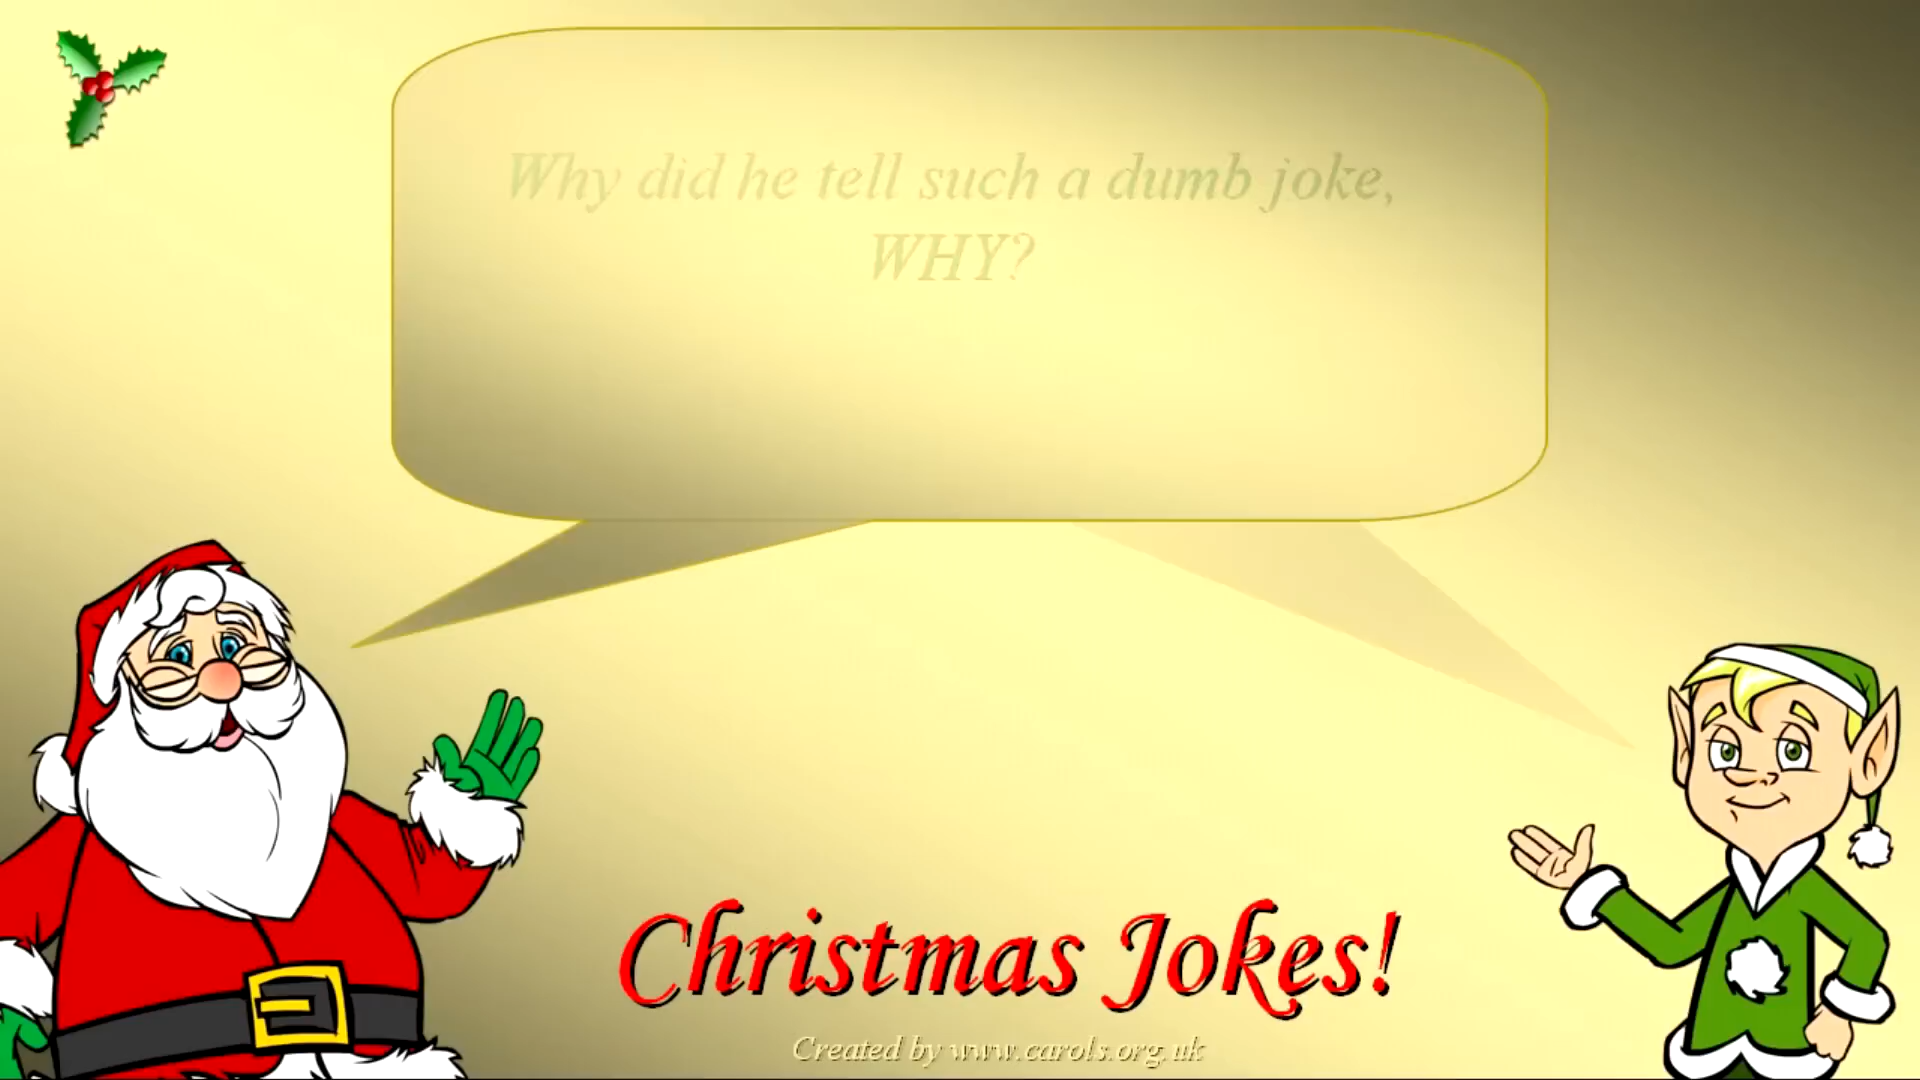 Why did he tell such a dumb joke,
WHY?
Christmas Jokes!
Created by www.carols.org.uk